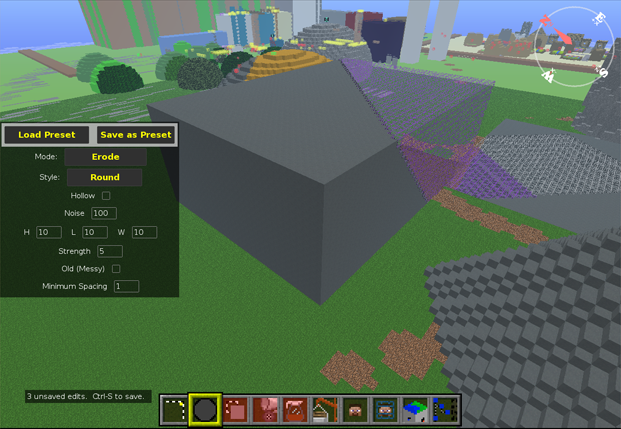 Load Preset Save as Preset
Mode: Erode
Style: Round
Hollow
Noise 100
H 10 L 10 W 10
Strength 5
Old (Messy)
Minimum Spacing 1
3 unsaved edits. Ctrl-S to save.